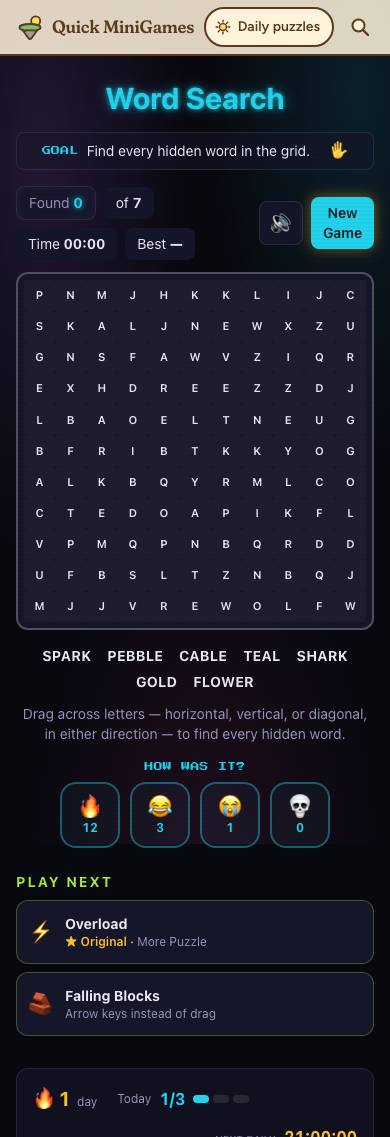 Quick MiniGames
Daily puzzles
Word Search
GOAL Find every hidden word in the grid.
Found 0 of 7
Time 00:00 Best —
New
Game
P N M J H K K L I J C
S K A L J N E W X Z U
G N S F A W V Z I Q R
E X H D R E E Z Z D J
L B A O E L T N E U G
B F R I B T K K Y O G
A L K B Q Y R M L C O
C T E D O A P I K F L
V P M Q P N B Q R D D
U F B S L T Z N B Q J
M J J V R E W O L F W
SPARK PEBBLE CABLE TEAL SHARK
GOLD FLOWER
Drag across letters — horizontal, vertical, or diagonal,
in either direction — to find every hidden word.
HOW WAS IT?
12 3 1 0
PLAY NEXT
Overload
Original · More Puzzle
Falling Blocks
Arrow keys instead of drag
1 day Today 1/3